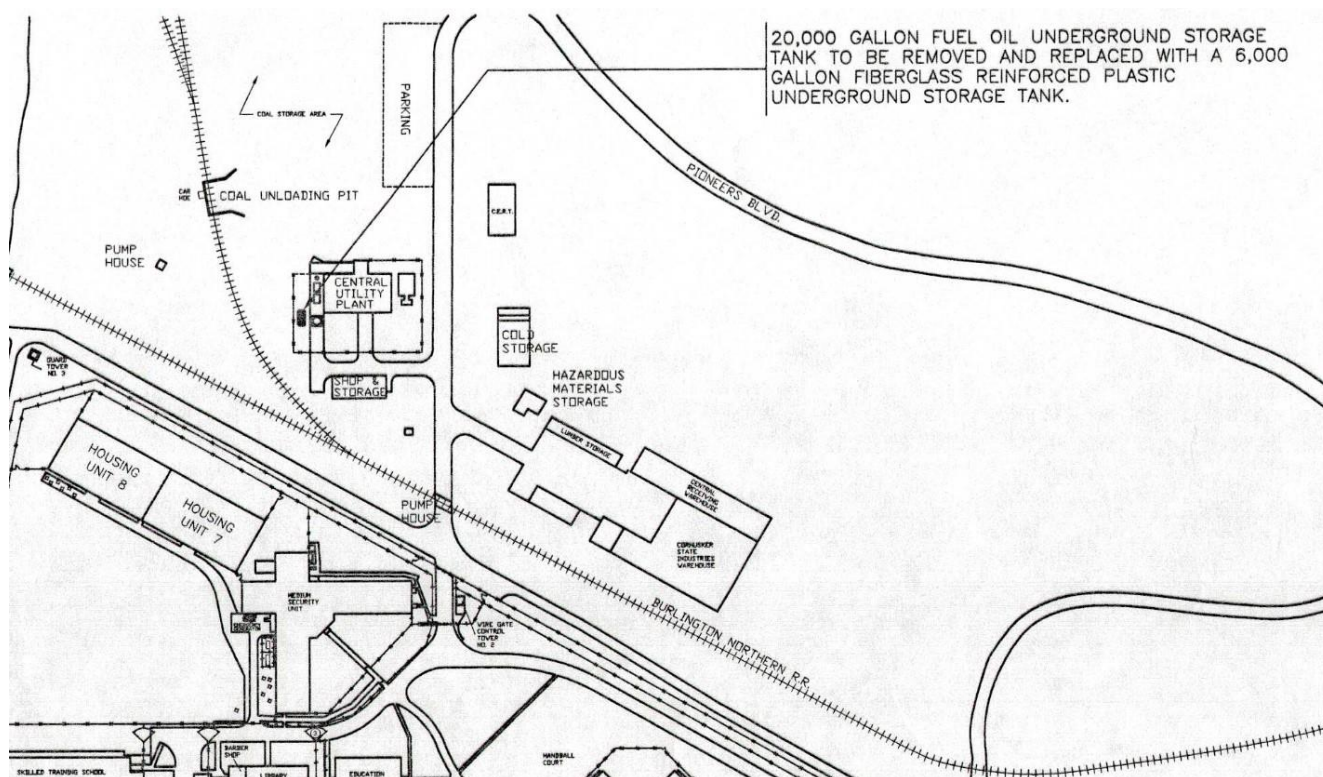 20,000 GALLON FUEL OIL UNDERGROUND STORAGE
TANK TO BE REMOVED AND REPLACED WITH A 6,000
GALLON FIBERGLASS REINFORCED PLASTIC
UNDERGROUND STORAGE TANK.
PARKING
COAL STORAGE AREA
PIONEERS BLVD.
CAR
HOE
COAL UNLOADING PIT
C.E.R.T.
PUMP
HOUSE
CENTRAL
UTILITY
PLANT
COLD
STORAGE
GUARD
TOWER
NO. 3
SHOP &
STORAGE
HAZARDOUS
MATERIALS
STORAGE
LUMBER STORAGE
HOUSING
UNIT 8
HOUSING
UNIT 7
CENTRAL
RECEIVING
WAREHOUSE
PUMP
HOUSE
CORHUSKER
STATE
INDUSTRIES
WAREHOUSE
MEDIUM
SECURITY
UNIT
BURLINGTON NORTHERN R.R.
WIRE GATE
CONTROL
TOWER
NO. 2
BARBER
SHOP
HANDBALL
COURT
SKILLED TRAINING SCHOOL
LIBRARY
EDUCATION